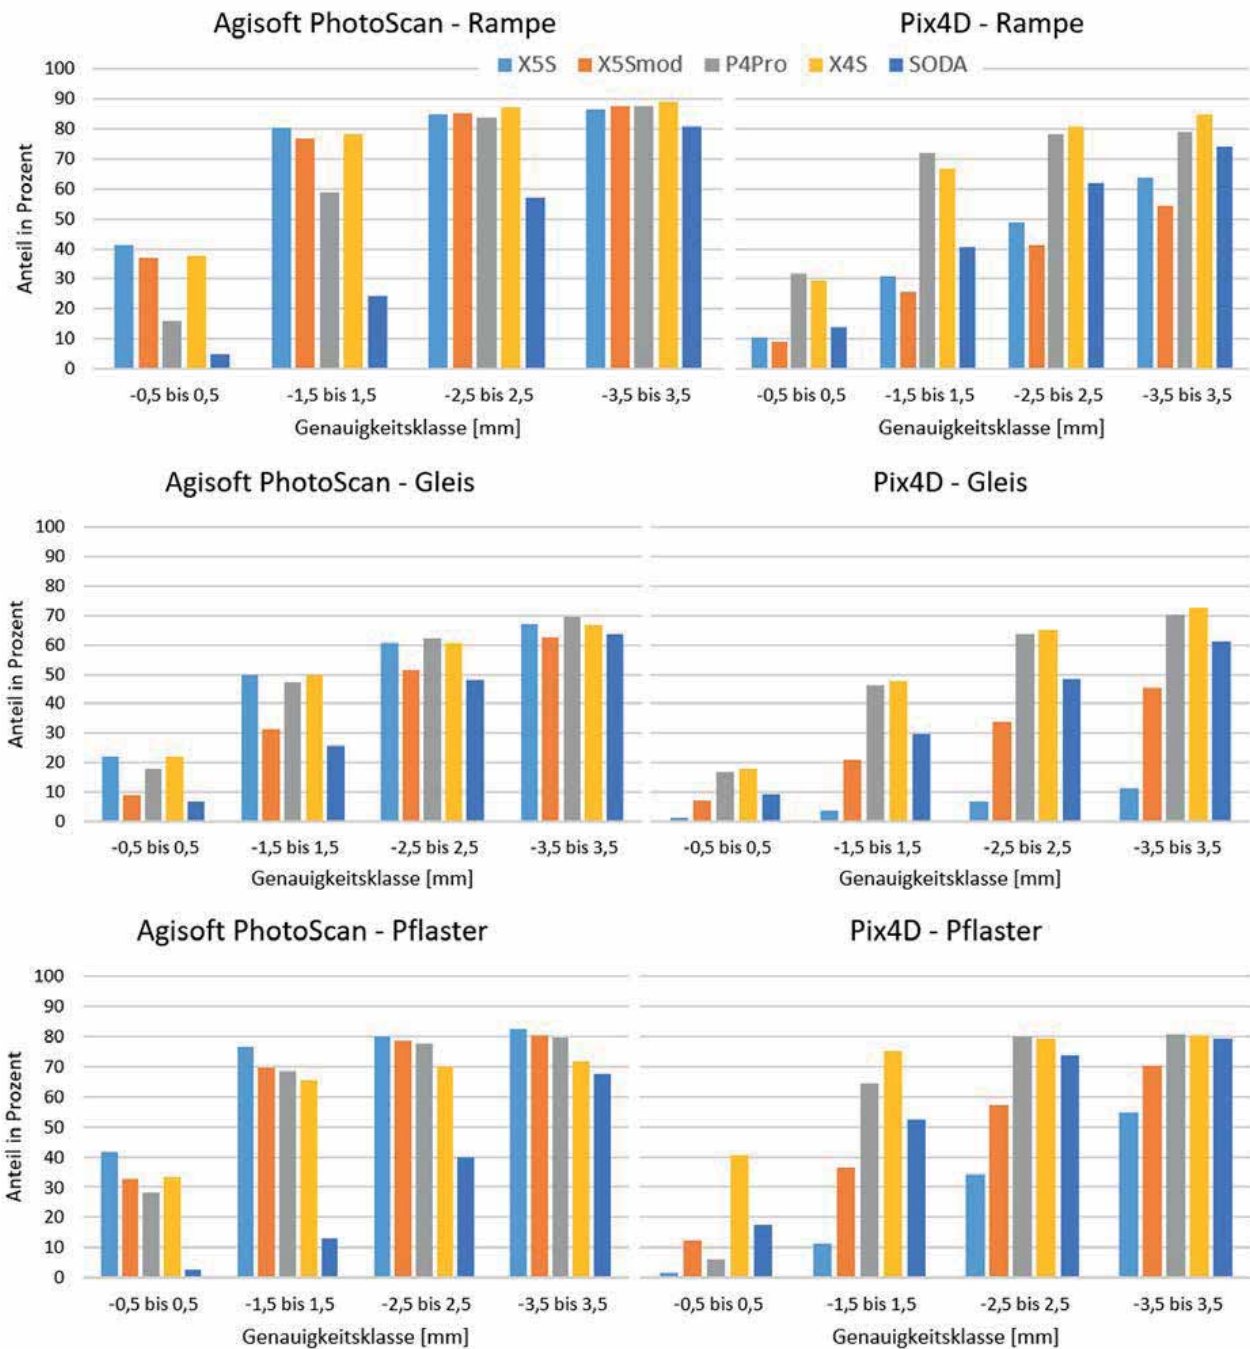 Agisoft PhotoScan - Rampe
Pix4D - Rampe
X5S X5Smod P4Pro X4S SODA
100
90
80
70
60
50
40
30
20
10
0
Anteil in Prozent
-0,5 bis 0,5 -1,5 bis 1,5 -2,5 bis 2,5 -3,5 bis 3,5
Genauigkeitsklasse [mm]
-0,5 bis 0,5 -1,5 bis 1,5 -2,5 bis 2,5 -3,5 bis 3,5
Genauigkeitsklasse [mm]
Agisoft PhotoScan - Gleis
Pix4D - Gleis
100
90
80
70
60
50
40
30
20
10
0
Anteil in Prozent
-0,5 bis 0,5 -1,5 bis 1,5 -2,5 bis 2,5 -3,5 bis 3,5
Genauigkeitsklasse [mm]
-0,5 bis 0,5 -1,5 bis 1,5 -2,5 bis 2,5 -3,5 bis 3,5
Genauigkeitsklasse [mm]
Agisoft PhotoScan - Pflaster
Pix4D - Pflaster
100
90
80
70
60
50
40
30
20
10
0
Anteil in Prozent
-0,5 bis 0,5 -1,5 bis 1,5 -2,5 bis 2,5 -3,5 bis 3,5
Genauigkeitsklasse [mm]
-0,5 bis 0,5 -1,5 bis 1,5 -2,5 bis 2,5 -3,5 bis 3,5
Genauigkeitsklasse [mm]